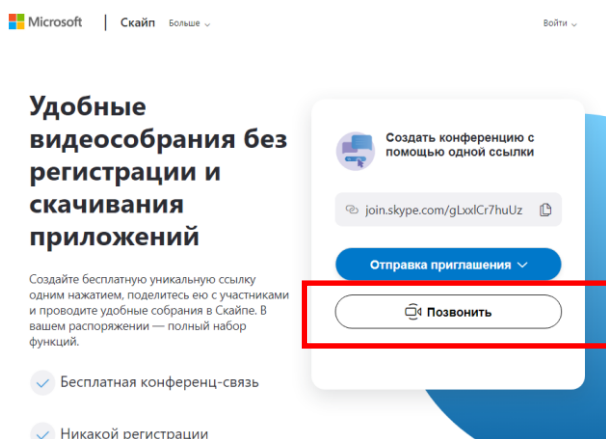 Microsoft Скайп Больше Войти
Удобные
видеособрания без
регистрации и
скачивания
приложений
Создайте бесплатную уникальную ссылку
одним нажатием, поделитесь ею с участниками
и проводите удобные собрания в Скайпе. В
вашем распоряжении — полный набор
функций.
Бесплатная конференц-связь
Никакой регистрации
Создать конференцию с
помощью одной ссылки
join.skype.com/gLxxlCr7huUz
Отправка приглашения
Позвонить